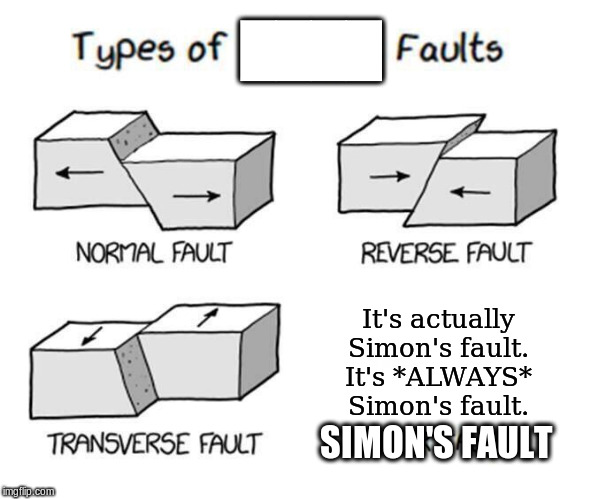 Types of Faults
NORMAL FAULT
REVERSE FAULT
It's actually
Simon's fault.
It's *ALWAYS*
Simon's fault.
TRANSVERSE FAULT
SIMON'S FAULT
imgflip.com